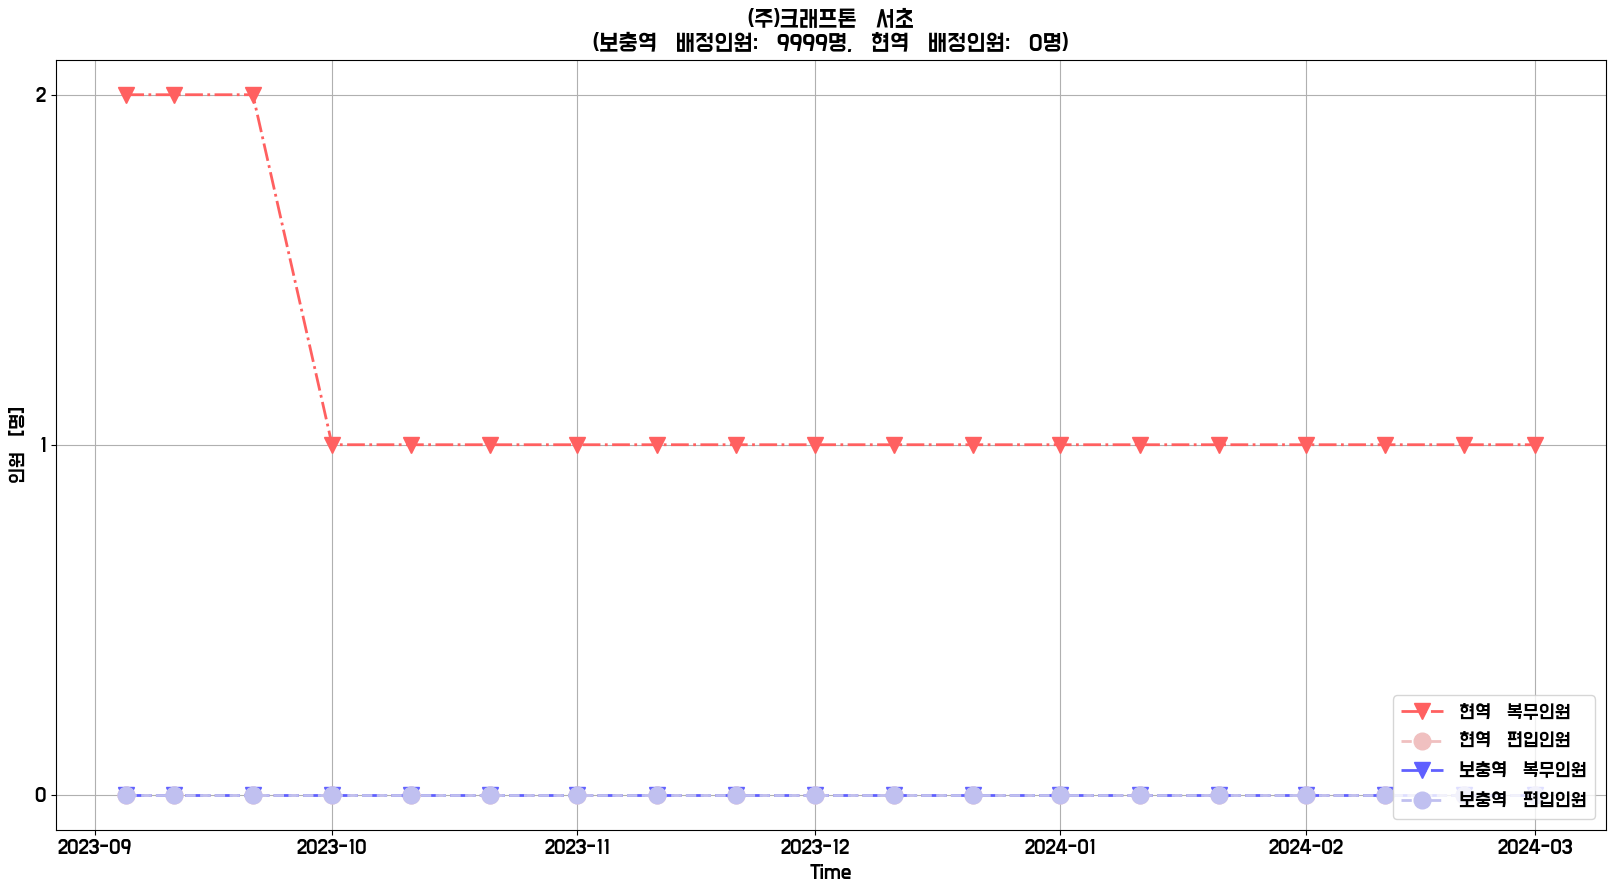 (주)크래프톤 서초
(보충역 배정인원: 9999명, 현역 배정인원: 0명)
2
1
0
인원 [명]
현역 복무인원
현역 편입인원
보충역 복무인원
보충역 편입인원
2023-09 2023-10 2023-11 2023-12 2024-01 2024-02 2024-03
Time